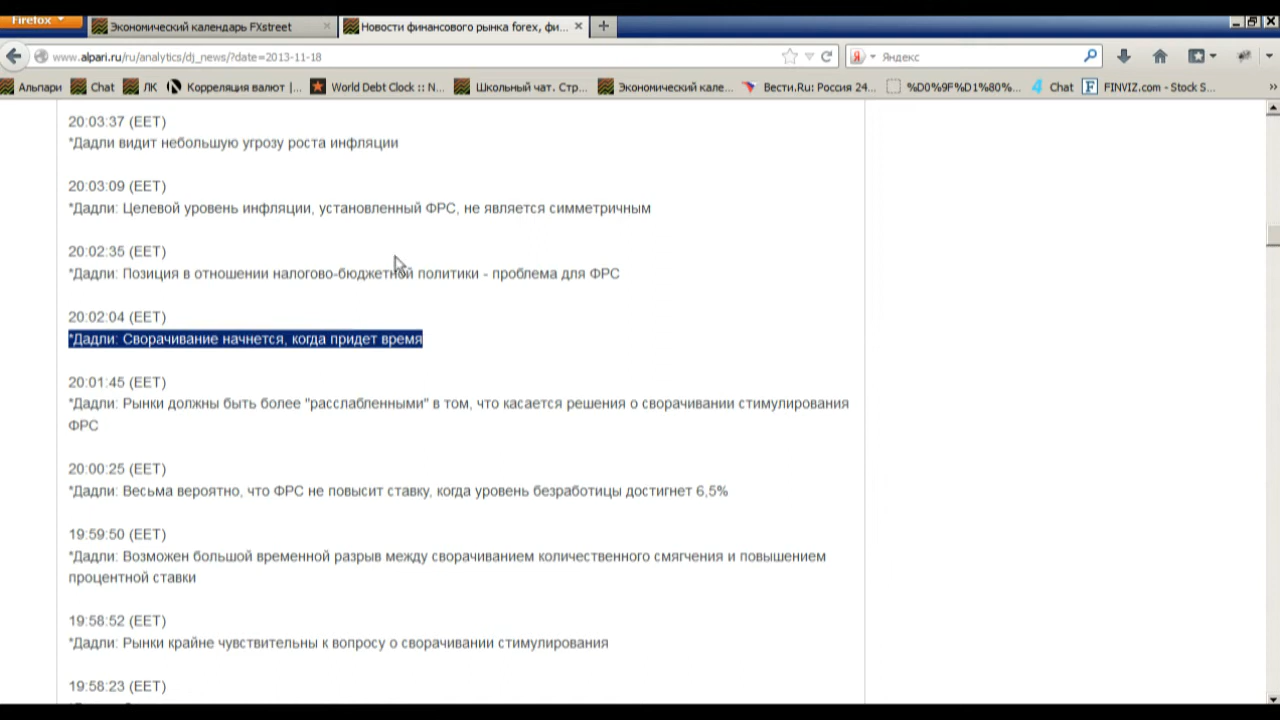 Firefox
Экономический календарь FXstreet
Новости финансового рынка forex, фи...
www.alpari.ru/ru/analytics/dj_news/?date=2013-11-18
Яндекс
Альпари
Chat
ЛК
Корреляция валют |...
World Debt Clock :: N...
Школьный чат. Стр...
Экономический кале...
Вести.Ru: Россия 24...
%D0%9F%D1%80%...
Chat
FINVIZ.com - Stock S...
20:03:37 (EET)
*Дадли видит небольшую угрозу роста инфляции
20:03:09 (EET)
*Дадли: Целевой уровень инфляции, установленный ФРС, не является симметричным
20:02:35 (EET)
*Дадли: Позиция в отношении налогово-бюджетной политики - проблема для ФРС
20:02:04 (EET)
*Дадли: Сворачивание начнется, когда придет время
20:01:45 (EET)
*Дадли: Рынки должны быть более "расслабленными" в том, что касается решения о сворачивании стимулирования
ФРС
20:00:25 (EET)
*Дадли: Весьма вероятно, что ФРС не повысит ставку, когда уровень безработицы достигнет 6,5%
19:59:50 (EET)
*Дадли: Возможен большой временной разрыв между сворачиванием количественного смягчения и повышением
процентной ставки
19:58:52 (EET)
*Дадли: Рынки крайне чувствительны к вопросу о сворачивании стимулирования
19:58:23 (EET)